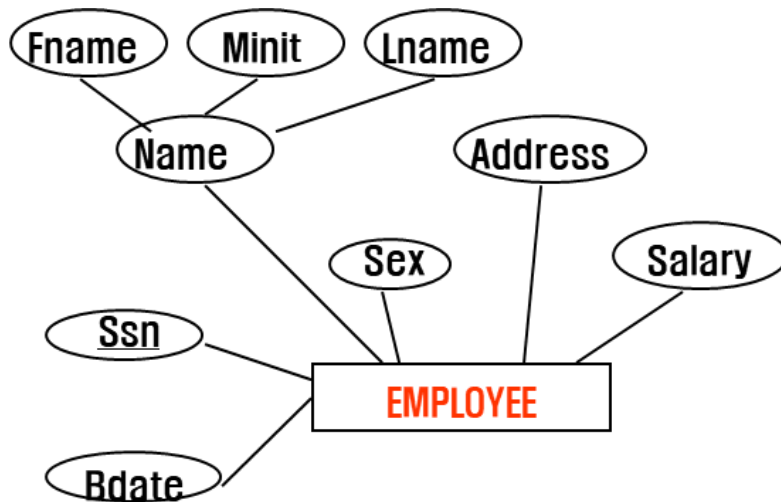 Fname Minit Lname
Name Address
Sex Salary
Ssn
EMPLOYEE
Bdate